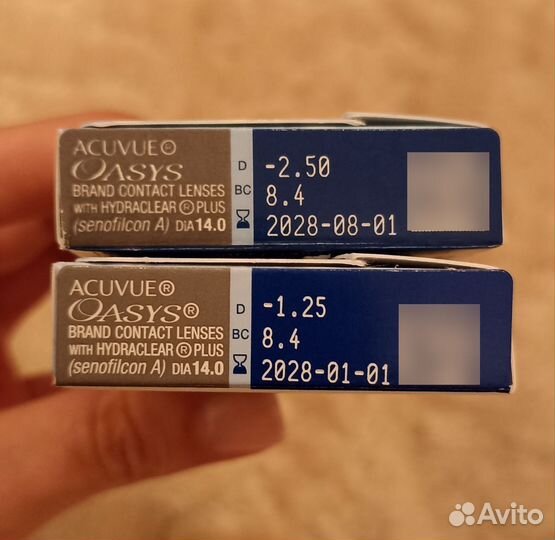 ACUVUE®
OASYS
BRAND CONTACT LENSES
WITH HYDRACLEAR® PLUS
(senofilcon A) DIA 14.0
D -2.50
BC 8.4
2028-08-01
ACUVUE®
OASYS®
BRAND CONTACT LENSES
WITH HYDRACLEAR® PLUS
(senofilcon A) DIA 14.0
D -1.25
BC 8.4
2028-01-01
Avito